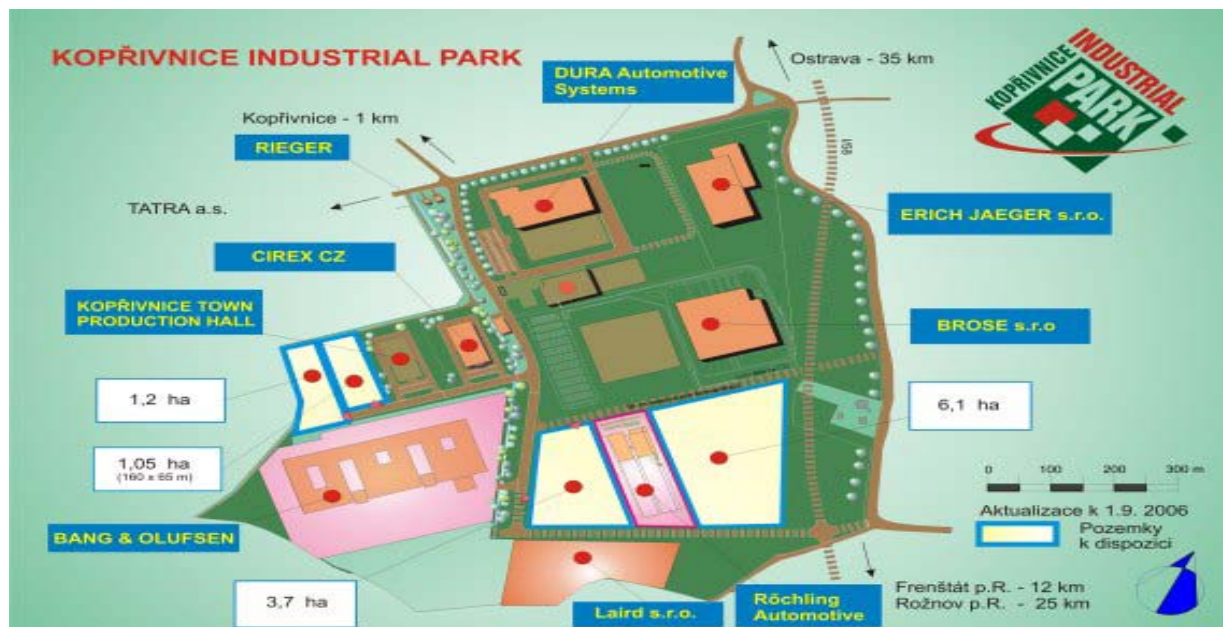 KOPŘIVNICE INDUSTRIAL PARK
DURA Automotive
Systems
Ostrava - 35 km
KOPŘIVNICE
INDUSTRIAL
PARK
Kopřivnice - 1 km
RIEGER
I/58
TATRA a.s.
ERICH JAEGER s.r.o.
CIREX CZ
KOPŘIVNICE TOWN
PRODUCTION HALL
BROSE s.r.o
1,2 ha
6,1 ha
1,05 ha
(160 x 65 m)
0 100 200 300 m
Aktualizace k 1.9. 2006
Pozemky
k dispozici
BANG & OLUFSEN
3,7 ha
Laird s.r.o.
Röchling
Automotive
Frenštát p.R. - 12 km
Rožnov p.R. - 25 km